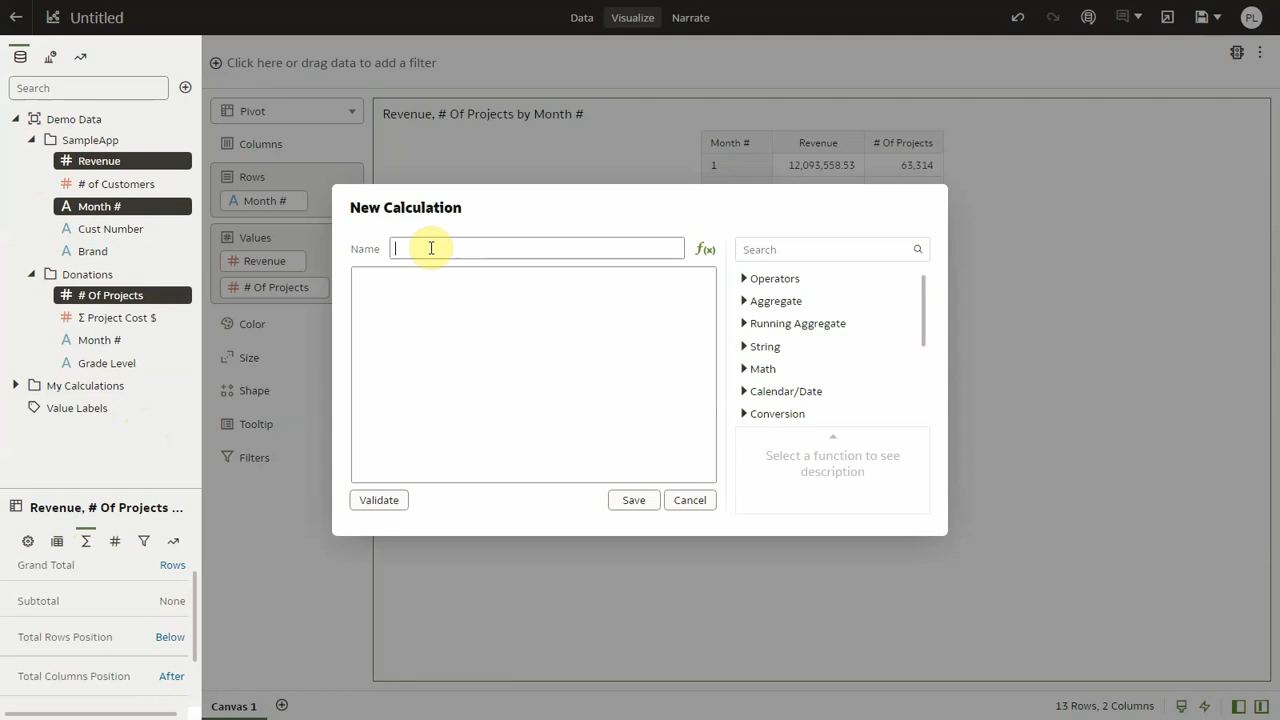 Untitled
Data
Visualize
Narrate
PL
Search
Demo Data
SampleApp
# Revenue
# # of Customers
A Month #
A Cust Number
A Brand
Donations
# # Of Projects
# Σ Project Cost $
A Month #
A Grade Level
My Calculations
Value Labels
Revenue, # Of Projects ...
Grand Total Rows
Subtotal None
Total Rows Position Below
Total Columns Position After
Click here or drag data to add a filter
Pivot
Columns
Rows
A Month #
Values
# Revenue
# # Of Projects
Color
Size
Shape
Tooltip
Filters
Revenue, # Of Projects by Month #
Month # Revenue # Of Projects
1 12,093,558.53 63,314
New Calculation
Name
f(x)
Validate
Save
Cancel
Search
Operators
Aggregate
Running Aggregate
String
Math
Calendar/Date
Conversion
Select a function to see
description
Canvas 1
13 Rows, 2 Columns